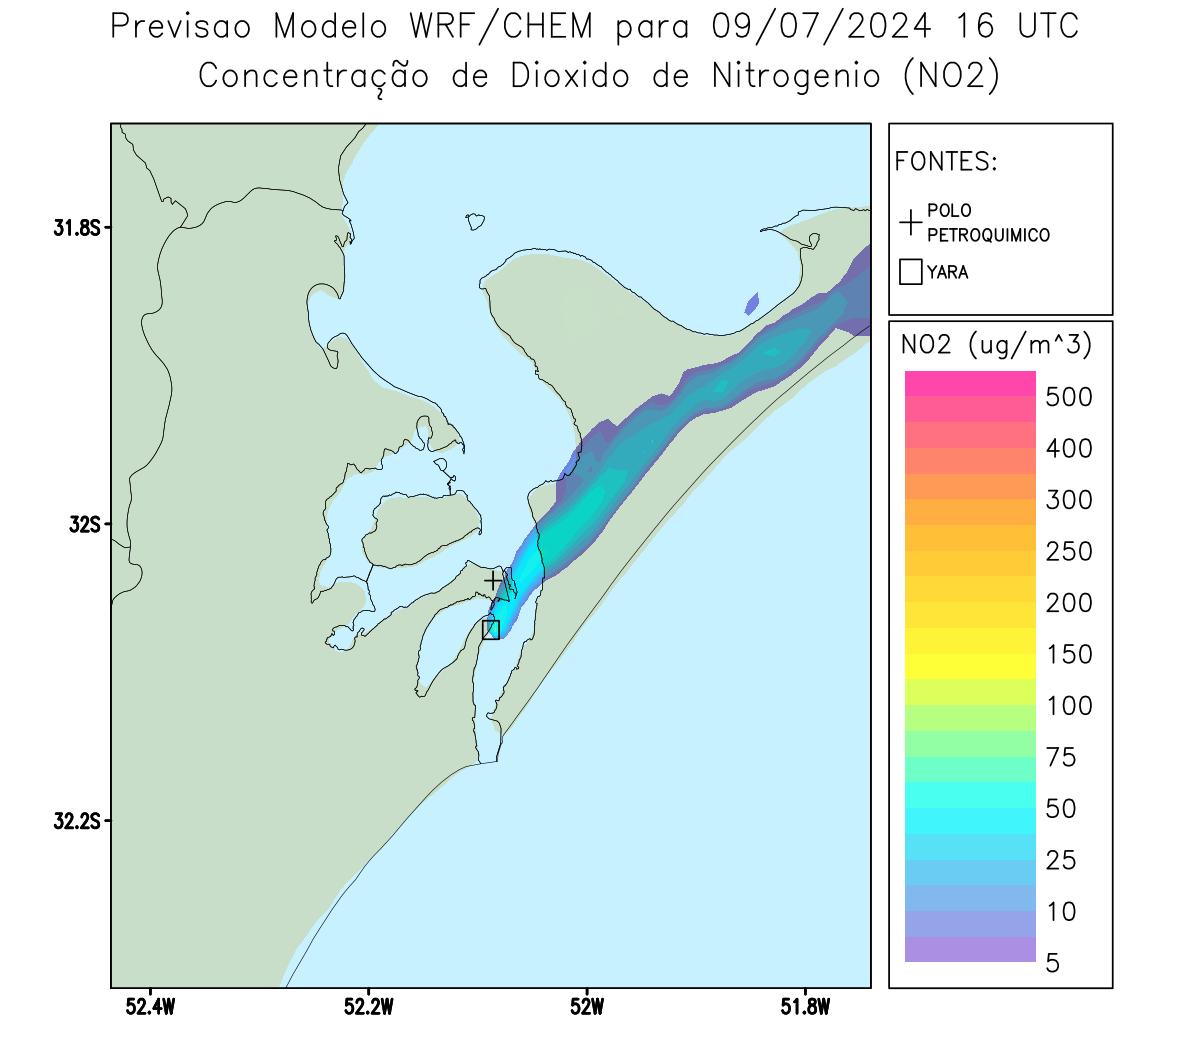 Previsao Modelo WRF/CHEM para 09/07/2024 16 UTC
Concentração de Dioxido de Nitrogenio (NO2)
FONTES:
POLO
PETROQUIMICO
YARA
NO2 (ug/m^3)
500
400
300
250
200
150
100
75
50
25
10
5
31.8S
32S
32.2S
52.4W
52.2W
52W
51.8W